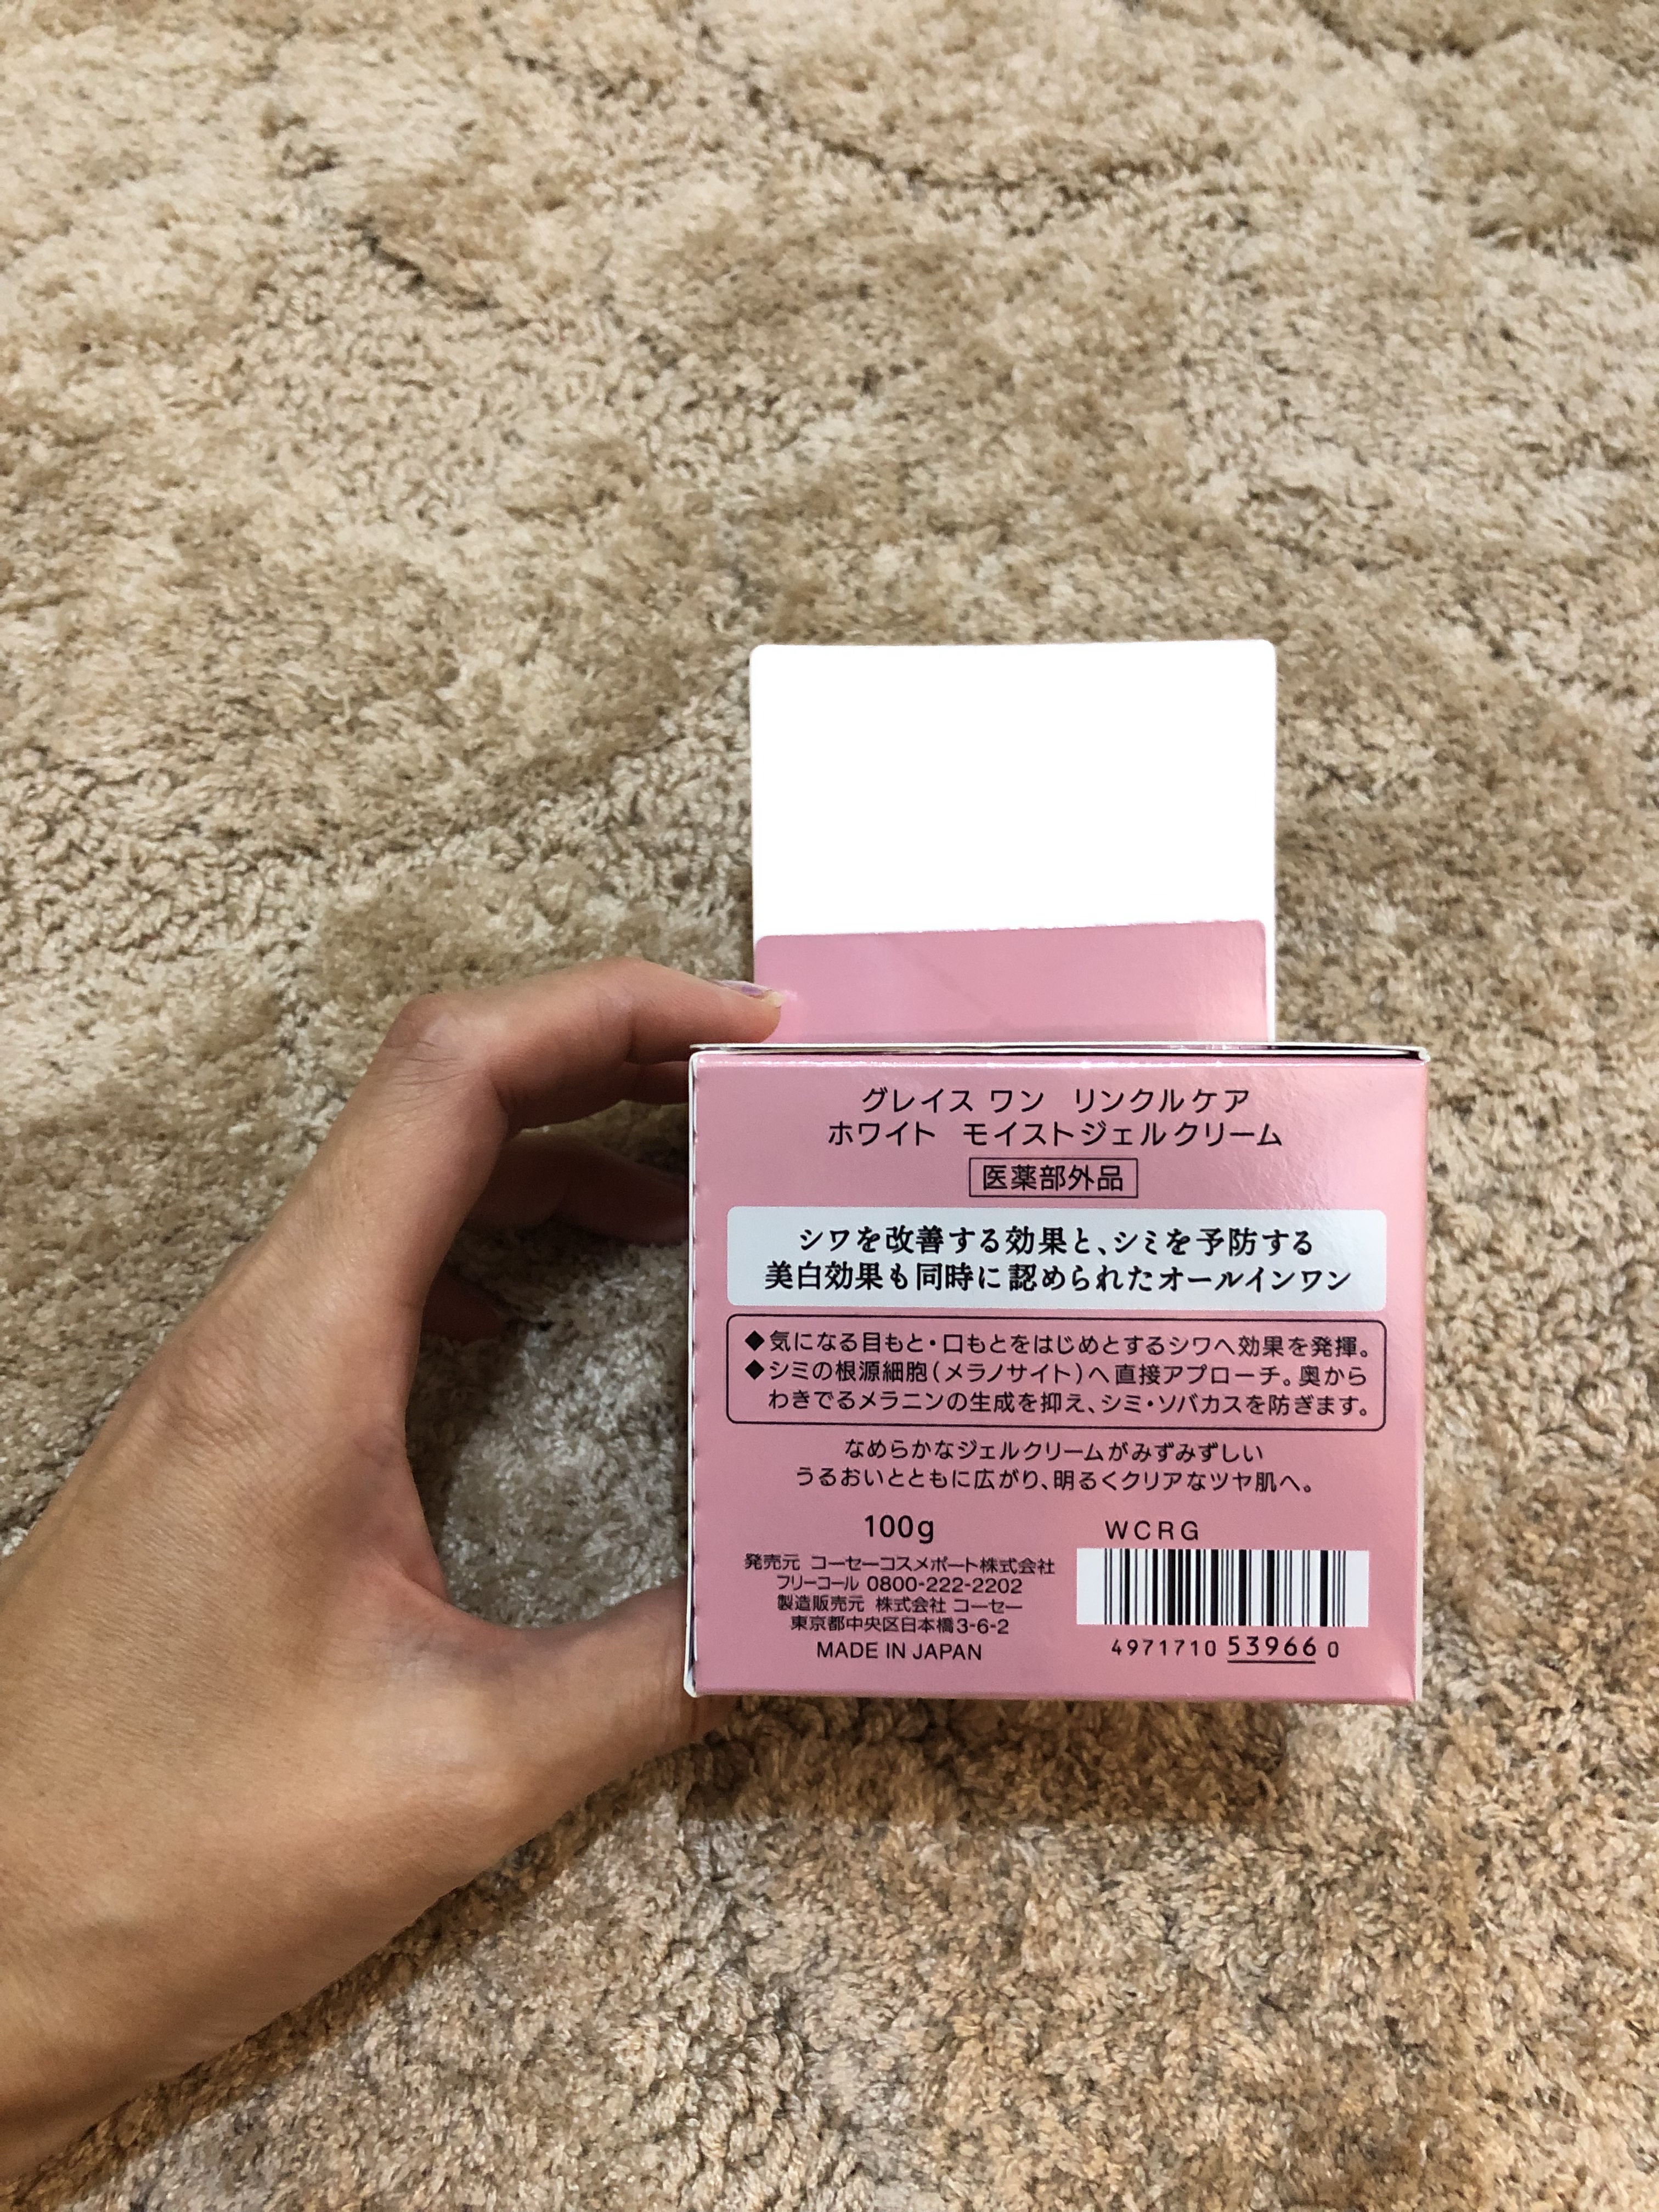 グレイス ワン リンクルケア
ホワイト モイストジェルクリーム
医薬部外品
シワを改善する効果と、シミを予防する
美白効果も同時に認められたオールインワン
◆気になる目もと・口もとをはじめとするシワへ効果を発揮。
◆シミの根源細胞(メラノサイト)へ直接アプローチ。奥から
わきでるメラニンの生成を抑え、シミ・ソバカスを防ぎます。
なめらかなジェルクリームがみずみずしい
うるおいとともに広がり、明るくクリアなツヤ肌へ。
100g
発売元 コーセーコスメポート株式会社
フリーコール 0800-222-2202
製造販売元 株式会社 コーセー
東京都中央区日本橋3-6-2
MADE IN JAPAN
WCRG
4971710 53966 0